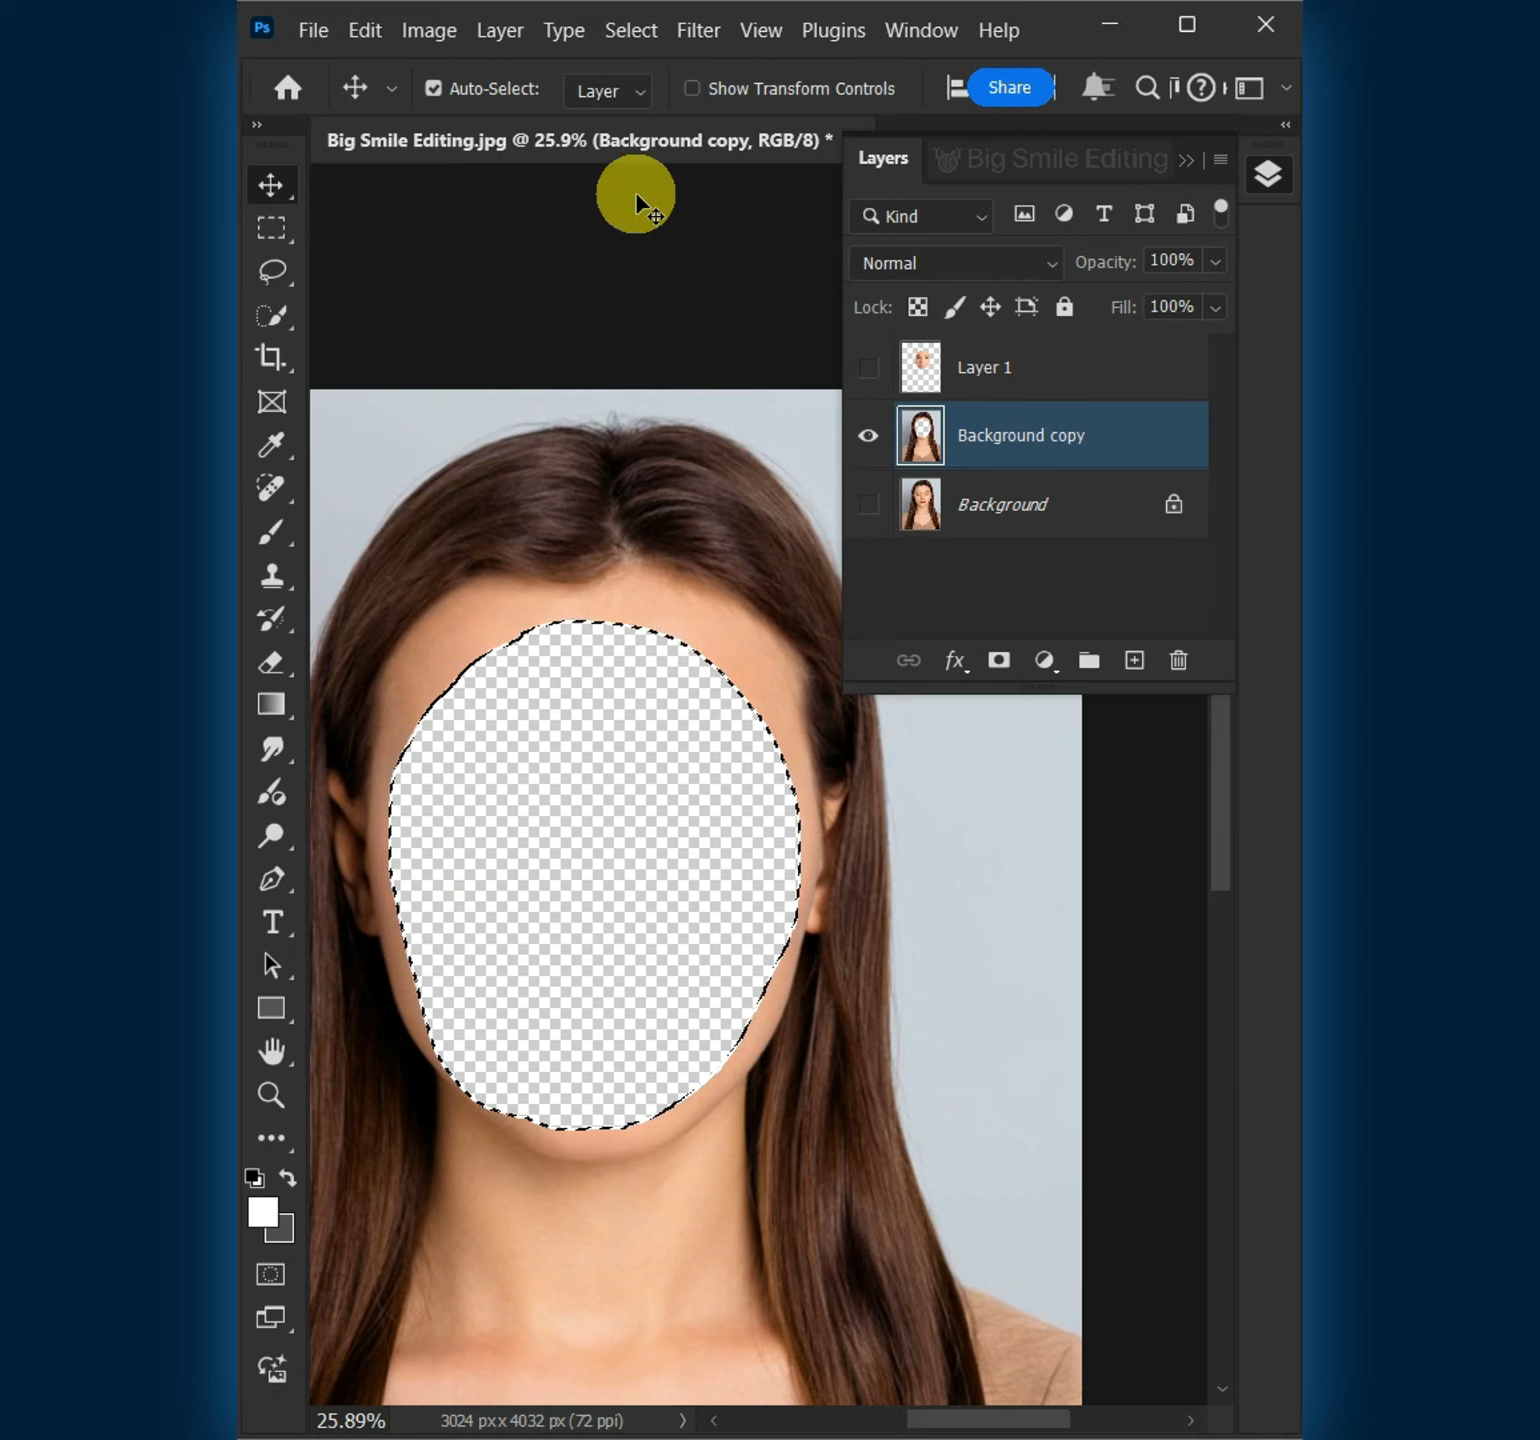 Ps File Edit Image Layer Type Select Filter View Plugins Window Help
Auto-Select: Layer Show Transform Controls Share
Big Smile Editing.jpg @ 25.9% (Background copy, RGB/8) *
Layers Big Smile Editing
Kind
Normal Opacity: 100%
Lock: Fill: 100%
Layer 1
Background copy
Background
fx
25.89% 3024 px x 4032 px (72 ppi)